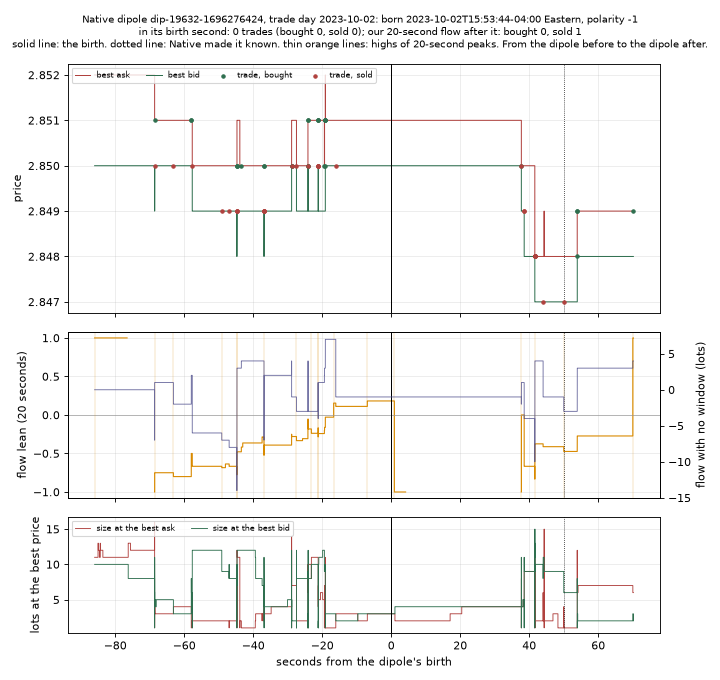 Native dipole dip-19632-1696276424, trade day 2023-10-02: born 2023-10-02T15:53:44-04:00 Eastern, polarity -1
in its birth second: 0 trades (bought 0, sold 0); our 20-second flow after it: bought 0, sold 1
solid line: the birth. dotted line: Native made it known. thin orange lines: highs of 20-second peaks. From the dipole before to the dipole after.
best ask
best bid
trade, bought
trade, sold
2.852
2.851
2.850
2.849
2.848
2.847
price
1.0
0.5
0.0
−0.5
−1.0
flow lean (20 seconds)
5
0
−5
−10
−15
flow with no window (lots)
size at the best ask
size at the best bid
15
10
5
lots at the best price
−80
−60
−40
−20
0
20
40
60
seconds from the dipole's birth